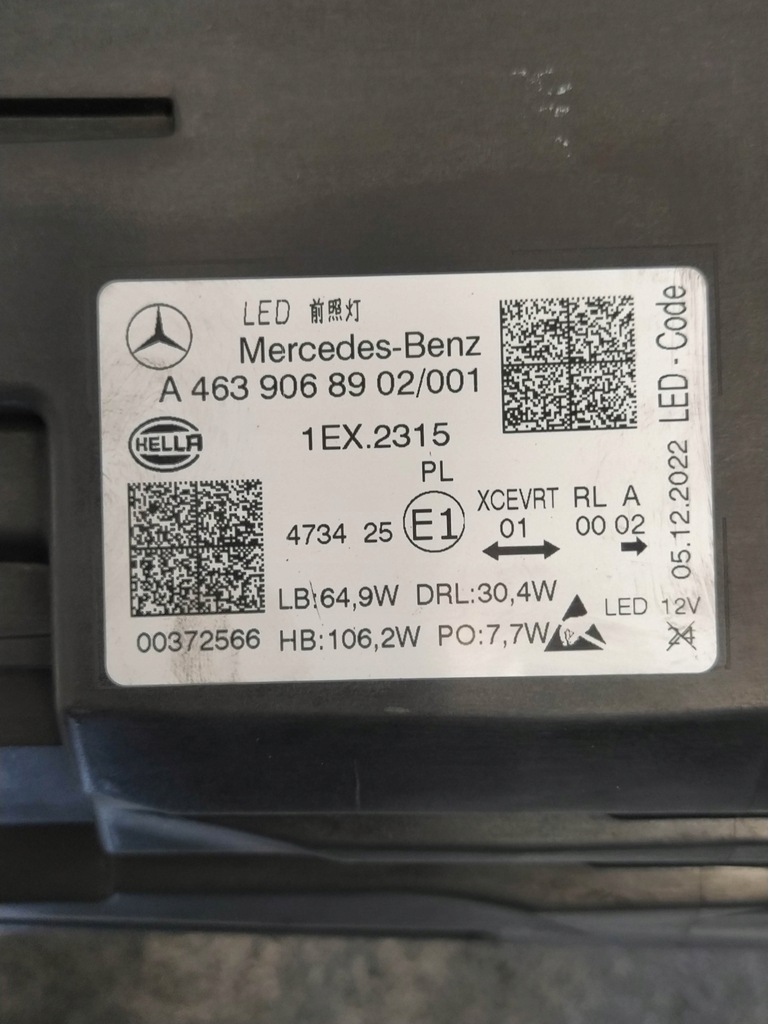 LED 前照灯
Mercedes-Benz
A 463 906 89 02/001
HELLA
1EX.2315
PL
4734 25 E1
XCEVRT RL A
01 00 02
LB:64,9W DRL:30,4W
HB:106,2W PO:7,7W
00372566
LED 12V
24
05.12.2022 LED - Code